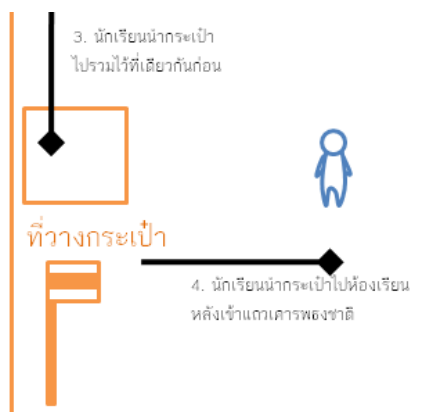 3. นักเรียนนำกระเป๋า
ไปรวมไว้ที่เดียวกันก่อน
ที่วางกระเป๋า
4. นักเรียนนำกระเป๋าไปห้องเรียน
หลังเข้าแถวเคารพธงชาติ